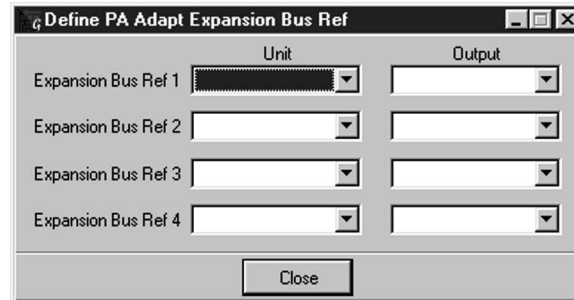 Define PA Adapt Expansion Bus Ref
Unit Output
Expansion Bus Ref 1
Expansion Bus Ref 2
Expansion Bus Ref 3
Expansion Bus Ref 4
Close